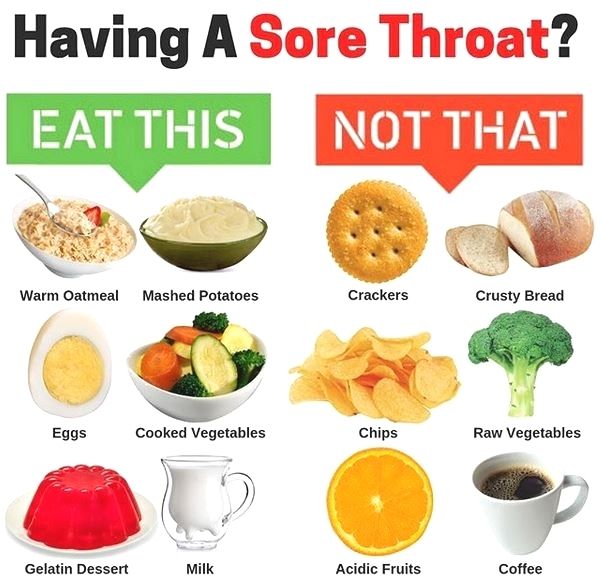 Having A Sore Throat?
EAT THIS
NOT THAT
Warm Oatmeal
Mashed Potatoes
Crackers
Crusty Bread
Eggs
Cooked Vegetables
Chips
Raw Vegetables
Gelatin Dessert
Milk
Acidic Fruits
Coffee